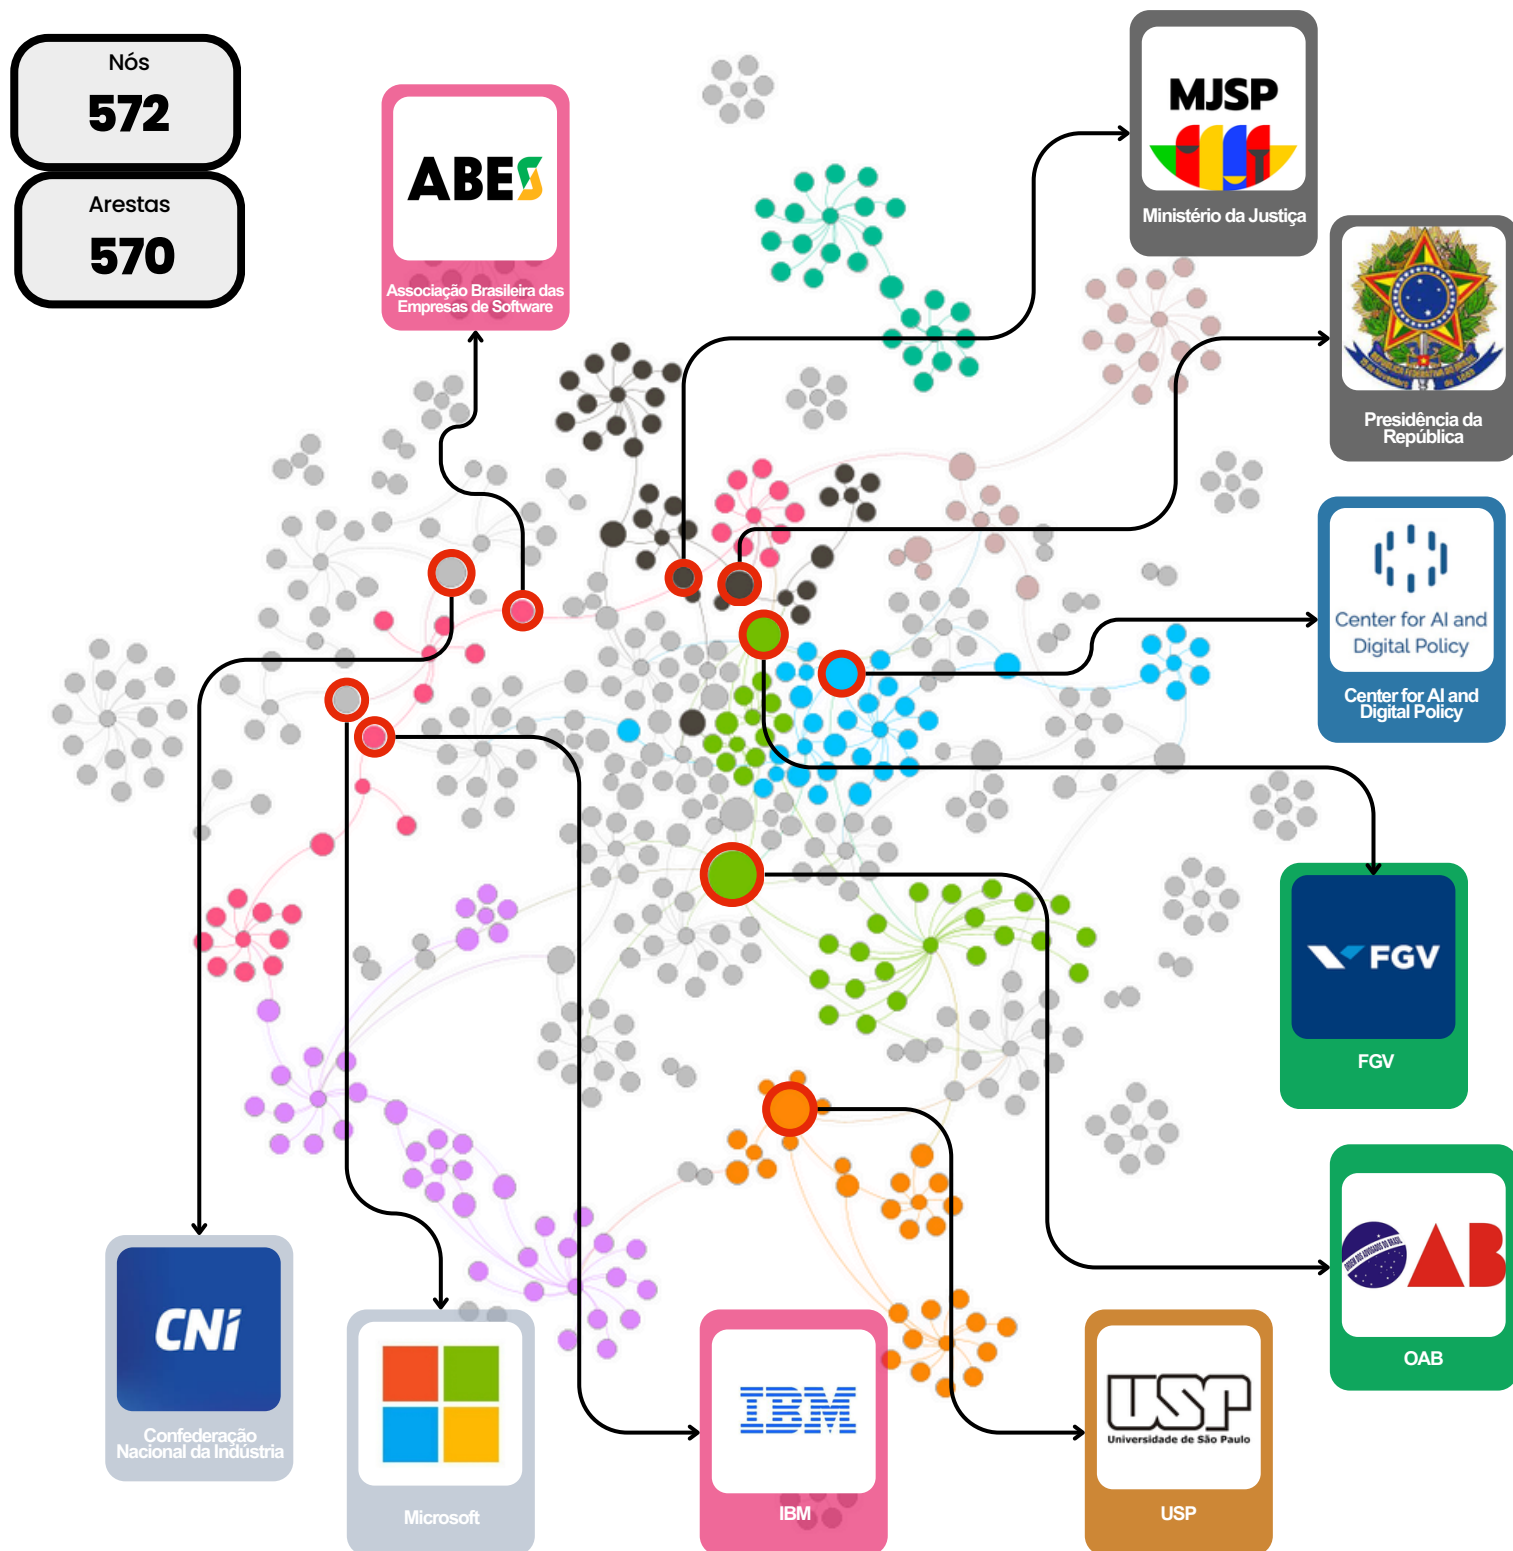 Nós
572
Arestas
570
ABES
Associação Brasileira das
Empresas de Software
MJSP
Ministério da Justiça
Presidência da
República
Center for AI and
Digital Policy
Center for AI and
Digital Policy
FGV
FGV
OAB
OAB
CNI
Confederação
Nacional da Indústria
Microsoft
IBM
IBM
USP
Universidade de São Paulo
USP